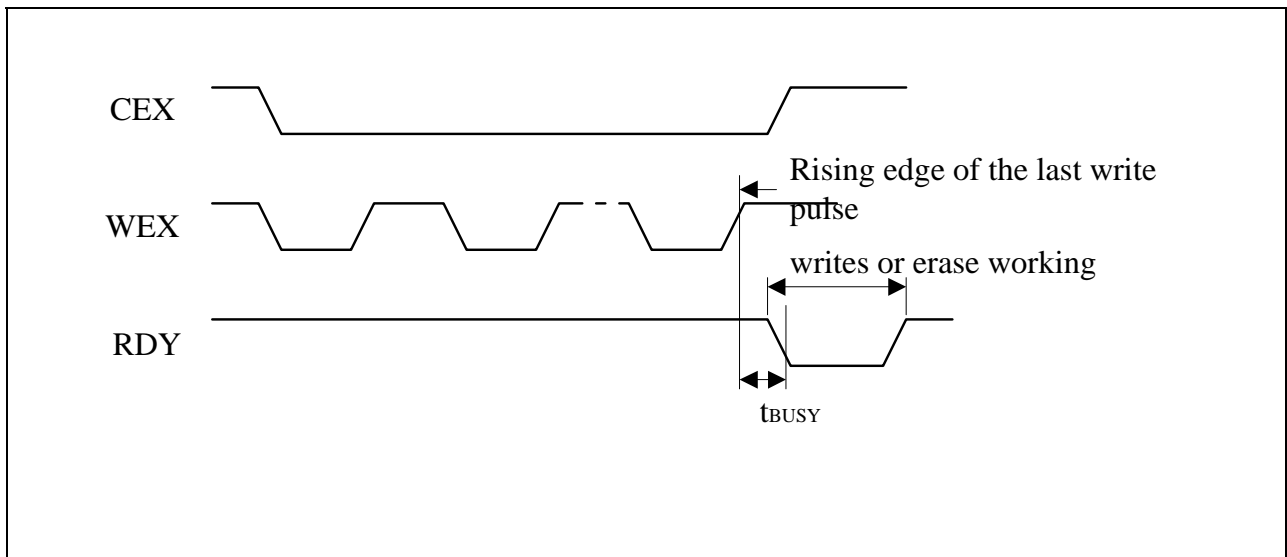 CEX
Rising edge of the last write
pulse
WEX
writes or erase working
RDY
tBUSY